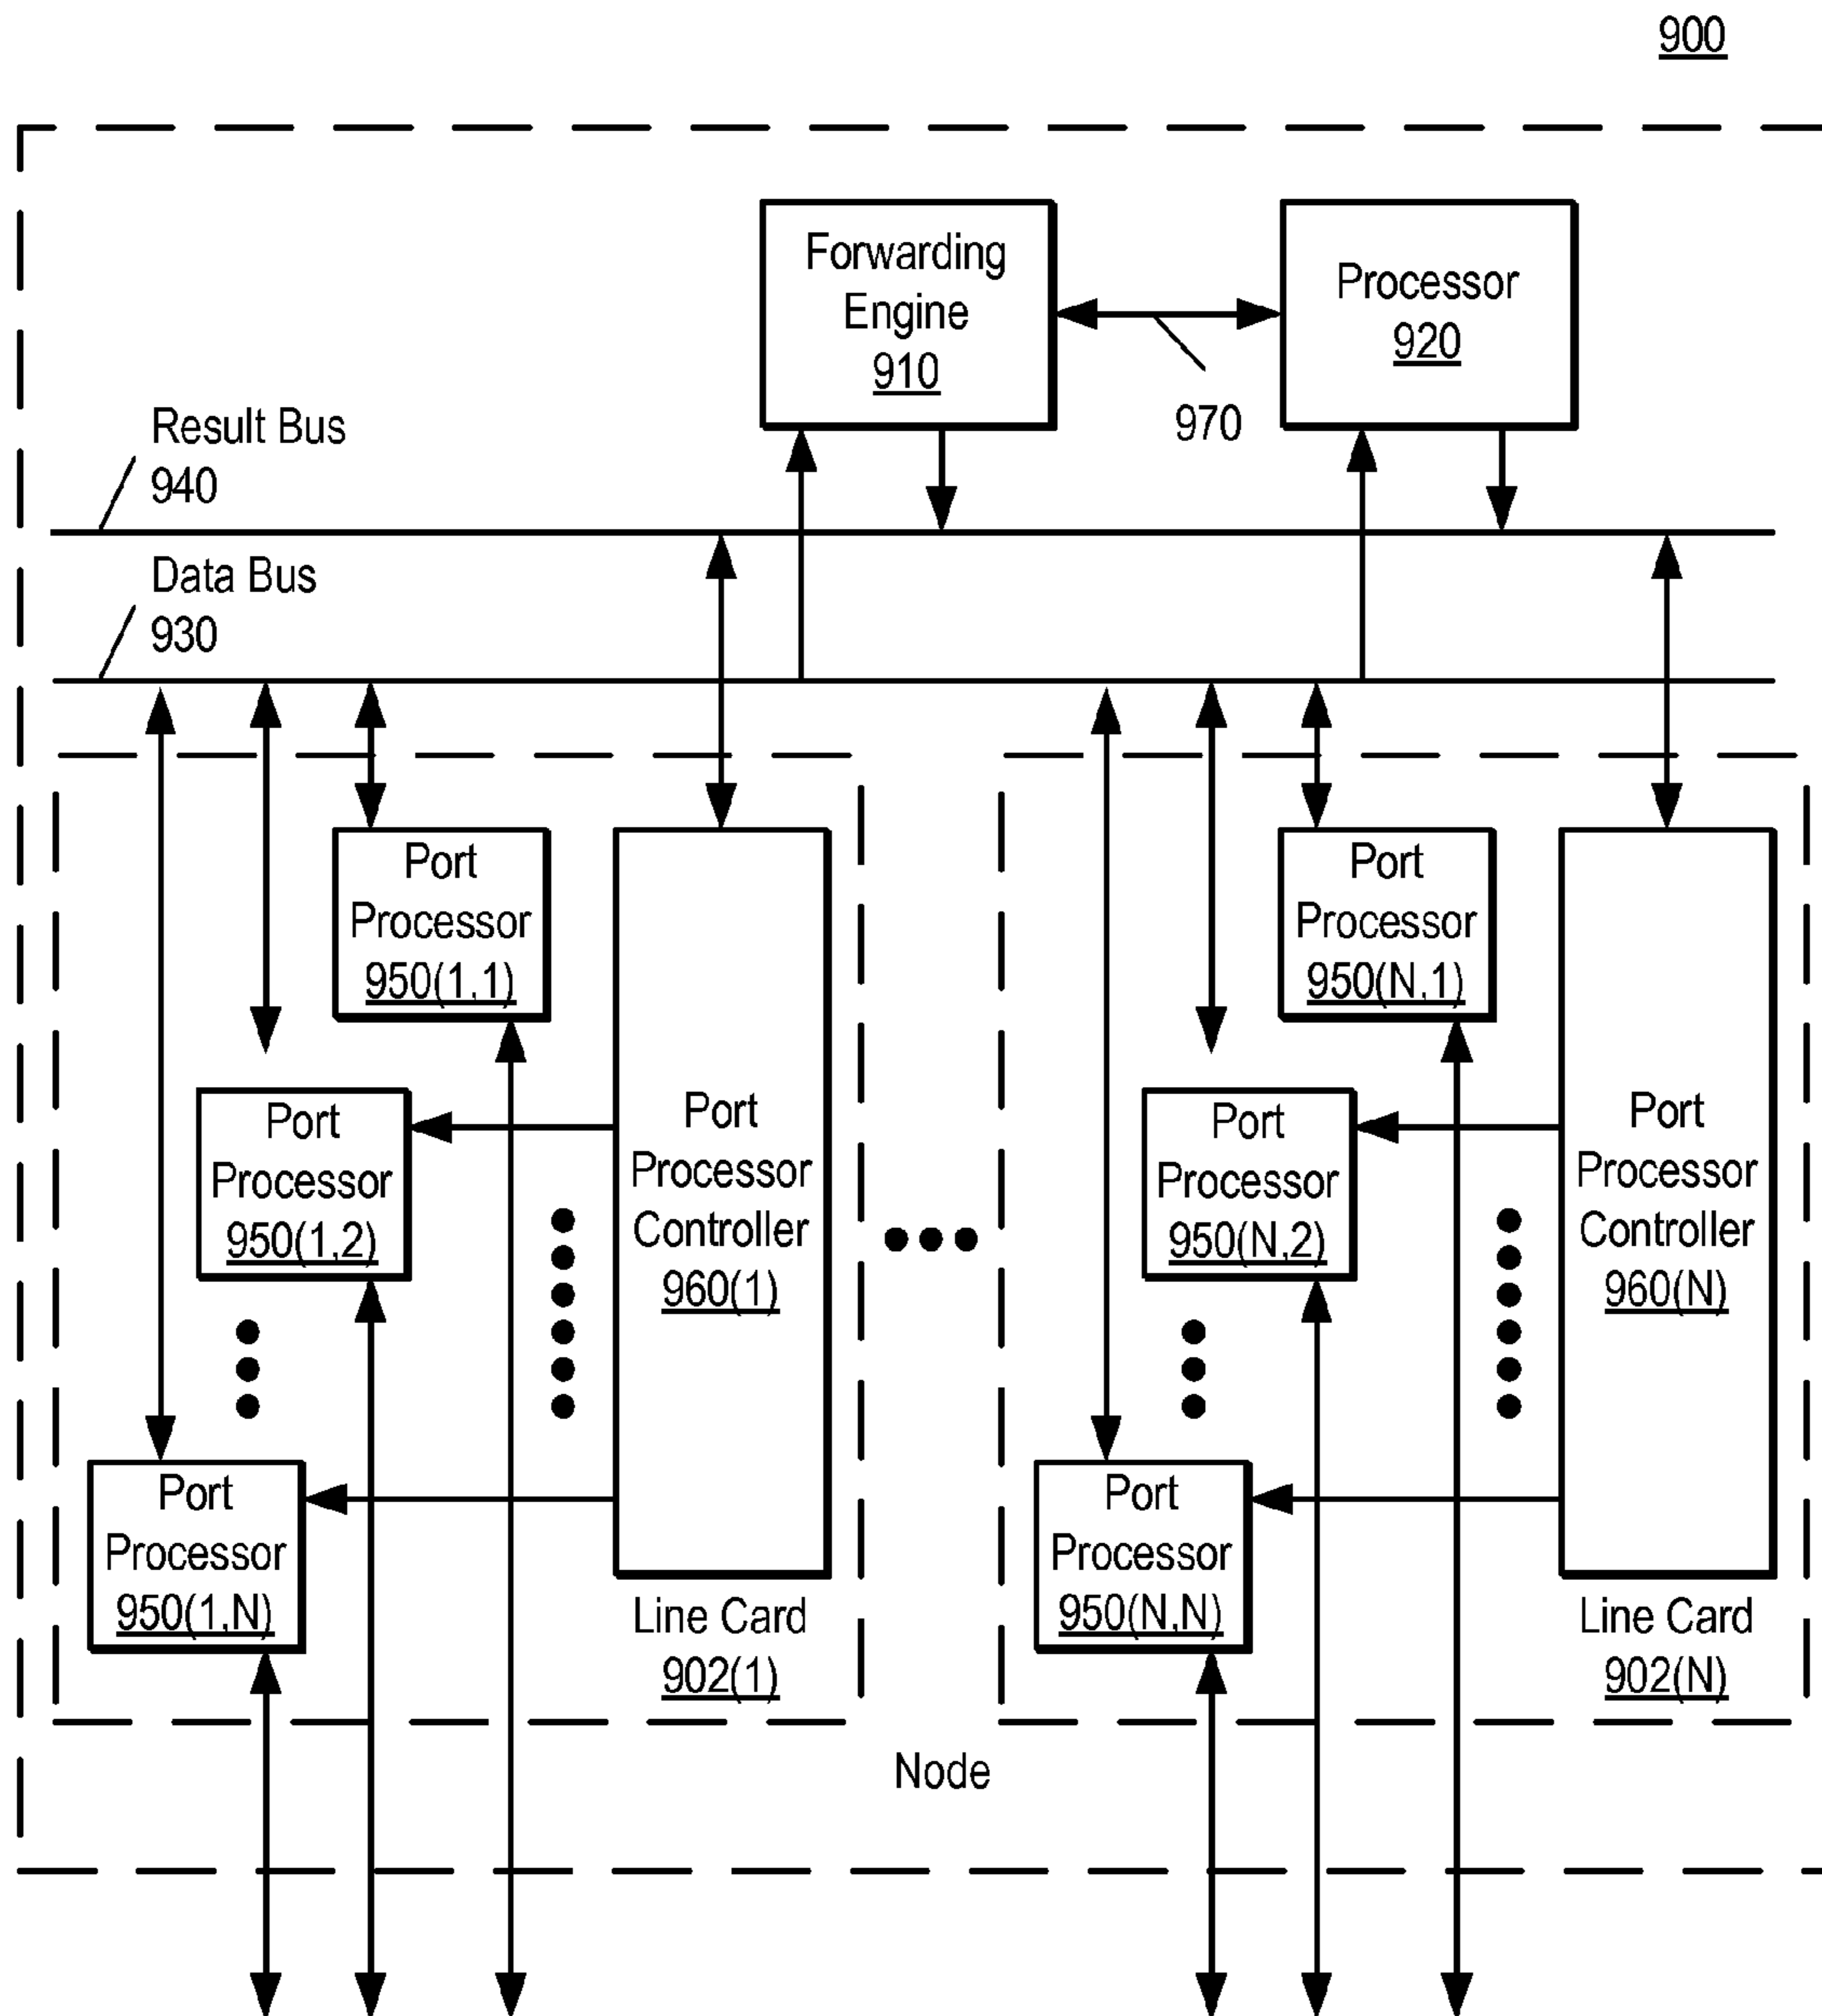 900
Forwarding
Engine
910
Processor
920
970
Result Bus
940
Data Bus
930
Port
Processor
950(1,1)
Port
Processor
950(1,2)
Port
Processor
950(1,N)
Port
Processor
Controller
960(1)
Line Card
902(1)
Port
Processor
950(N,1)
Port
Processor
950(N,2)
Port
Processor
950(N,N)
Port
Processor
Controller
960(N)
Line Card
902(N)
Node